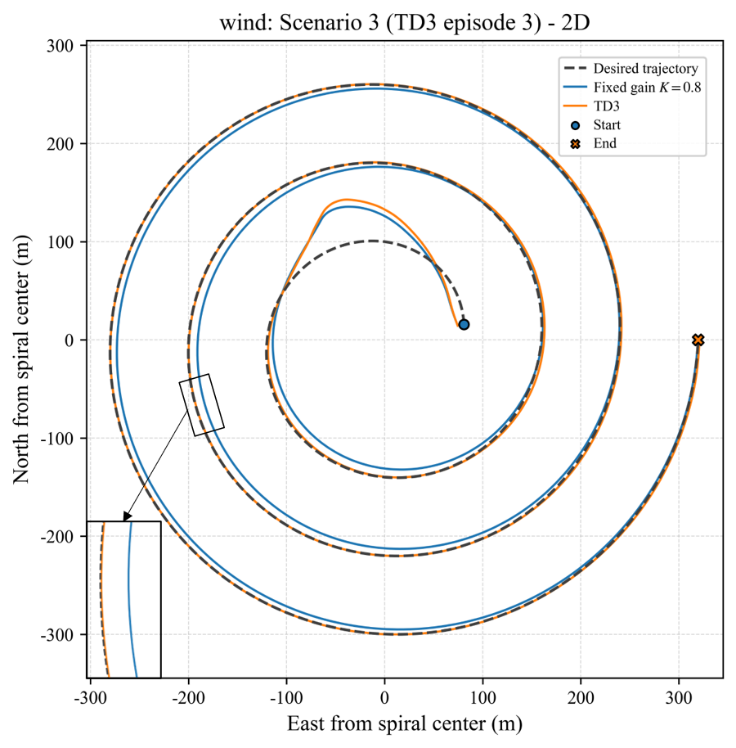 wind: Scenario 3 (TD3 episode 3) - 2D
Desired trajectory
Fixed gain K=0.8
TD3
Start
End
North from spiral center (m)
300
200
100
0
-100
-200
-300
-300 -200 -100 0 100 200 300
East from spiral center (m)